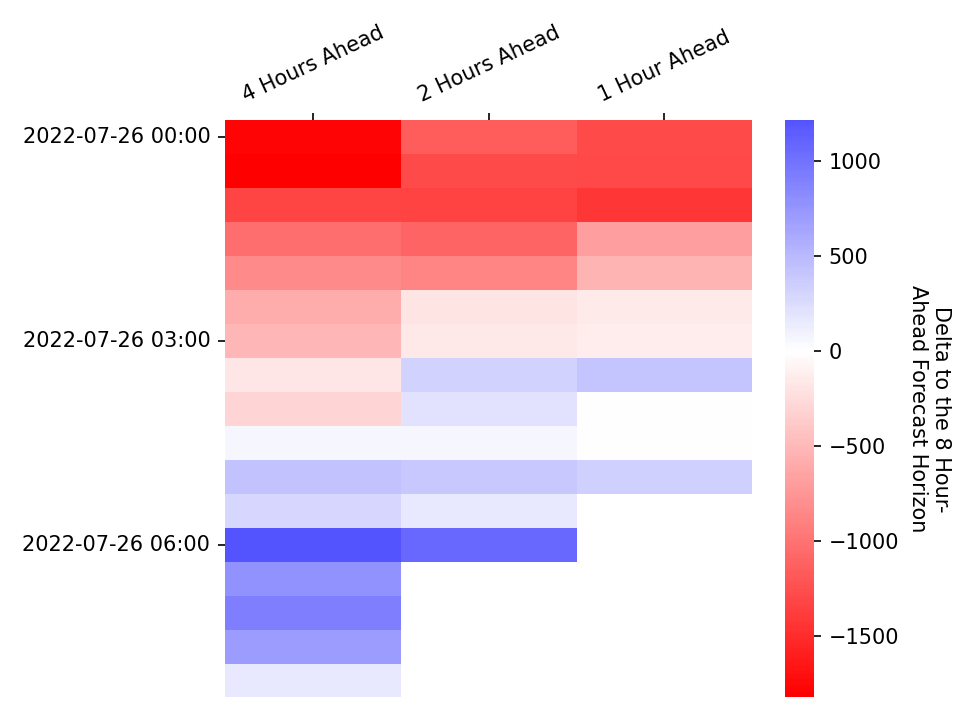 4 Hours Ahead
2 Hours Ahead
1 Hour Ahead
2022-07-26 00:00
2022-07-26 03:00
2022-07-26 06:00
1000
500
0
−500
−1000
−1500
Delta to the 8 Hour-
Ahead Forecast Horizon